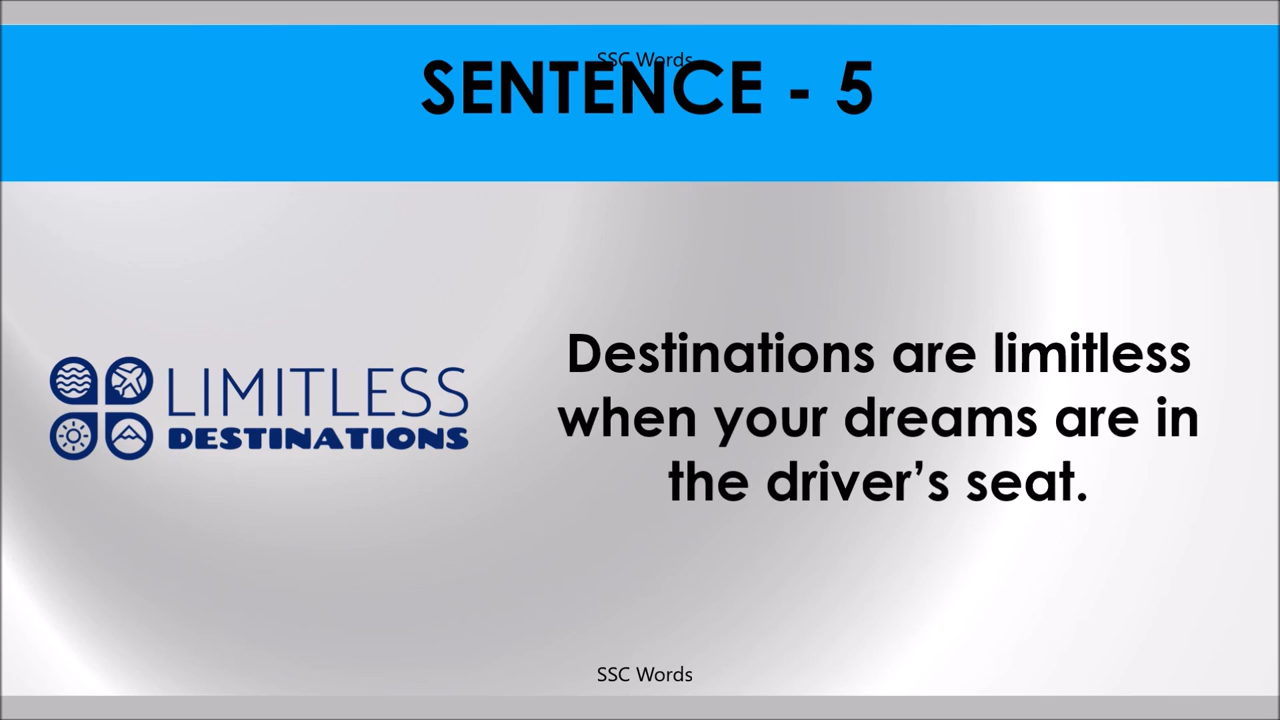 SSC Words
SENTENCE - 5
LIMITLESS
DESTINATIONS
Destinations are limitless
when your dreams are in
the driver’s seat.
SSC Words